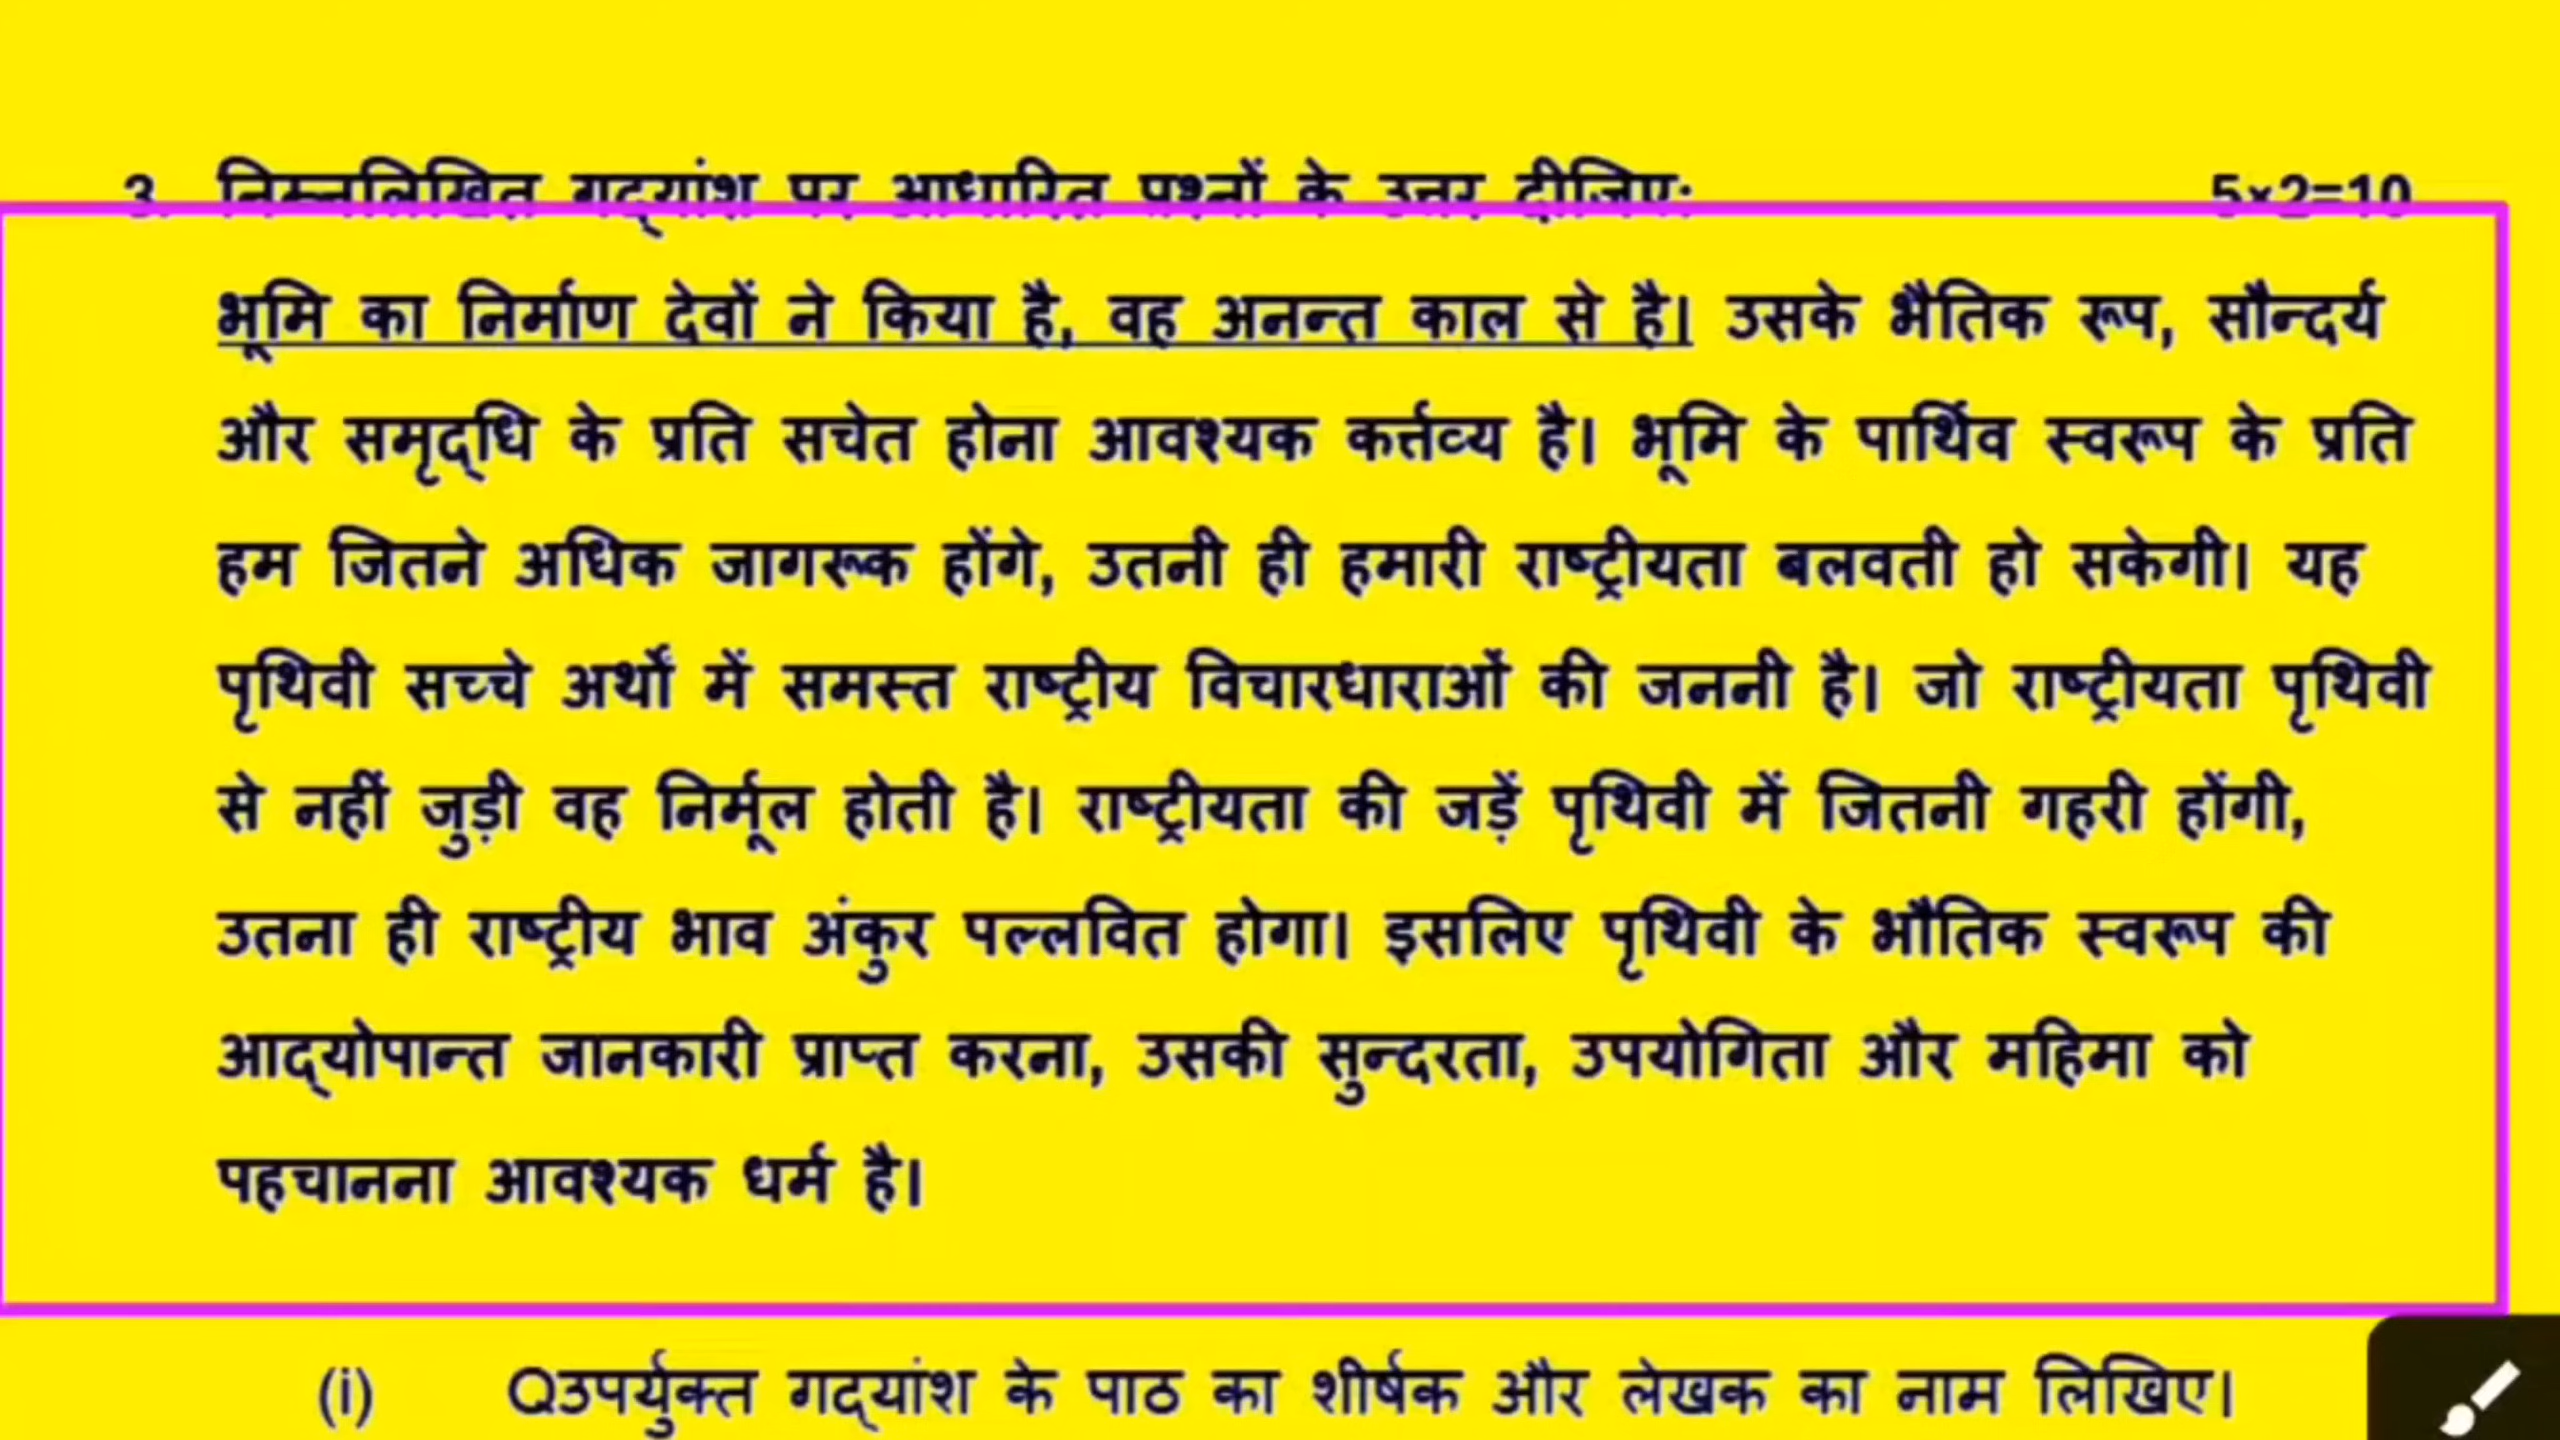 3. निम्नलिखित गद्यांश पर आधारित प्रश्नों के उत्तर दीजिए: 5×2=10
भूमि का निर्माण देवों ने किया है, वह अनन्त काल से है। उसके भैतिक रूप, सौन्दर्य
और समृद्धि के प्रति सचेत होना आवश्यक कर्त्तव्य है। भूमि के पार्थिव स्वरूप के प्रति
हम जितने अधिक जागरूक होंगे, उतनी ही हमारी राष्ट्रीयता बलवती हो सकेगी। यह
पृथिवी सच्चे अर्थों में समस्त राष्ट्रीय विचारधाराओं की जननी है। जो राष्ट्रीयता पृथिवी
से नहीं जुड़ी वह निर्मूल होती है। राष्ट्रीयता की जड़ें पृथिवी में जितनी गहरी होंगी,
उतना ही राष्ट्रीय भाव अंकुर पल्लवित होगा। इसलिए पृथिवी के भौतिक स्वरूप की
आद्योपान्त जानकारी प्राप्त करना, उसकी सुन्दरता, उपयोगिता और महिमा को
पहचानना आवश्यक धर्म है।
(i) Qउपर्युक्त गद्यांश के पाठ का शीर्षक और लेखक का नाम लिखिए।